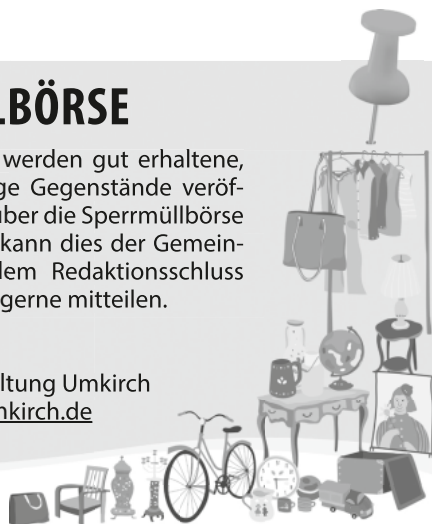 LBÖRSE
werden gut erhaltene,
ge Gegenstände veröf-
über die Sperrmüllbörse
kann dies der Gemein-
dem Redaktionsschluss
gerne mitteilen.
ltung Umkirch
mkirch.de